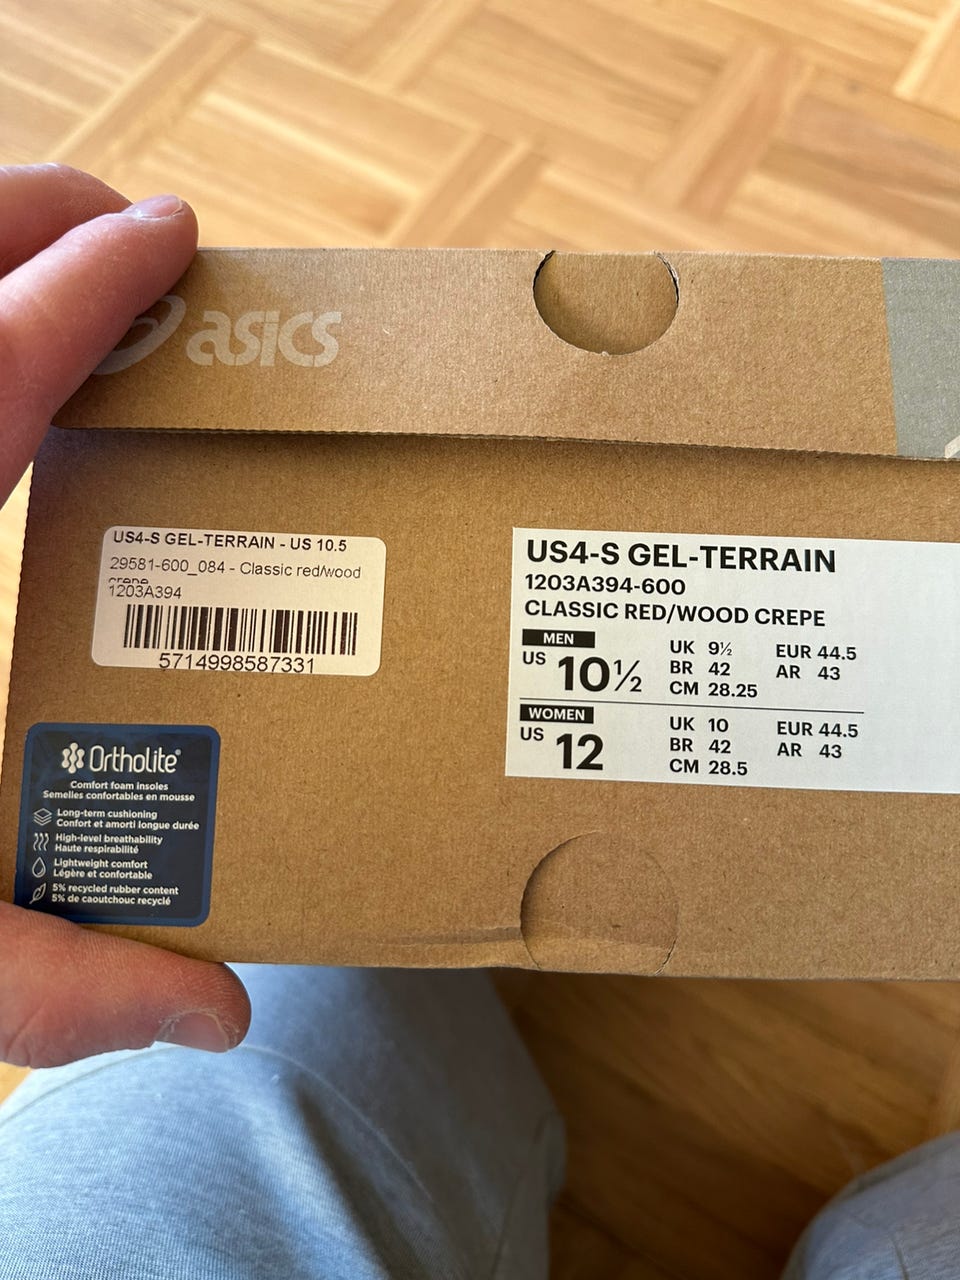 asics
US4-S GEL-TERRAIN - US 10.5
29581-600_084 - Classic red/wood
crepe
1203A394
5714998587331
US4-S GEL-TERRAIN
1203A394-600
CLASSIC RED/WOOD CREPE
MEN
US 10½
UK 9½ EUR 44.5
BR 42 AR 43
CM 28.25
WOMEN
US 12
UK 10 EUR 44.5
BR 42 AR 43
CM 28.5
Ortholite®
Comfort foam insoles
Semelles confortables en mousse
Long-term cushioning
Confort et amorti longue durée
High-level breathability
Haute respirabilité
Lightweight comfort
Légère et confortable
5% recycled rubber content
5% de caoutchouc recyclé